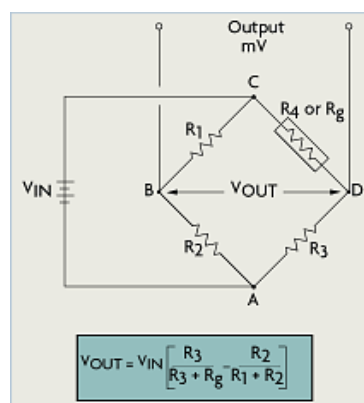 Output
mV
C
R1
R4 or Rg
VIN
B
VOUT
D
R2
R3
A
VOUT = VIN [ R3 / (R3 + Rg) - R2 / (R1 + R2) ]